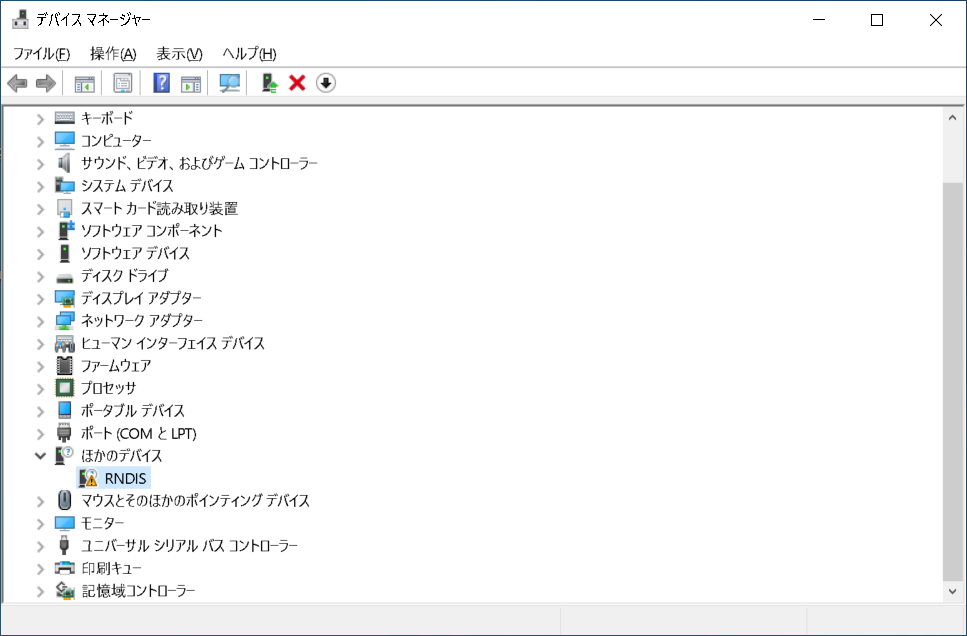 デバイス マネージャー
ファイル(F) 操作(A) 表示(V) ヘルプ(H)
キーボード
コンピューター
サウンド、ビデオ、およびゲーム コントローラー
システム デバイス
スマート カード読み取り装置
ソフトウェア コンポーネント
ソフトウェア デバイス
ディスク ドライブ
ディスプレイ アダプター
ネットワーク アダプター
ヒューマン インターフェイス デバイス
ファームウェア
プロセッサ
ポータブル デバイス
ポート (COM と LPT)
ほかのデバイス
RNDIS
マウスとそのほかのポインティング デバイス
モニター
ユニバーサル シリアル バス コントローラー
印刷キュー
記憶域コントローラー